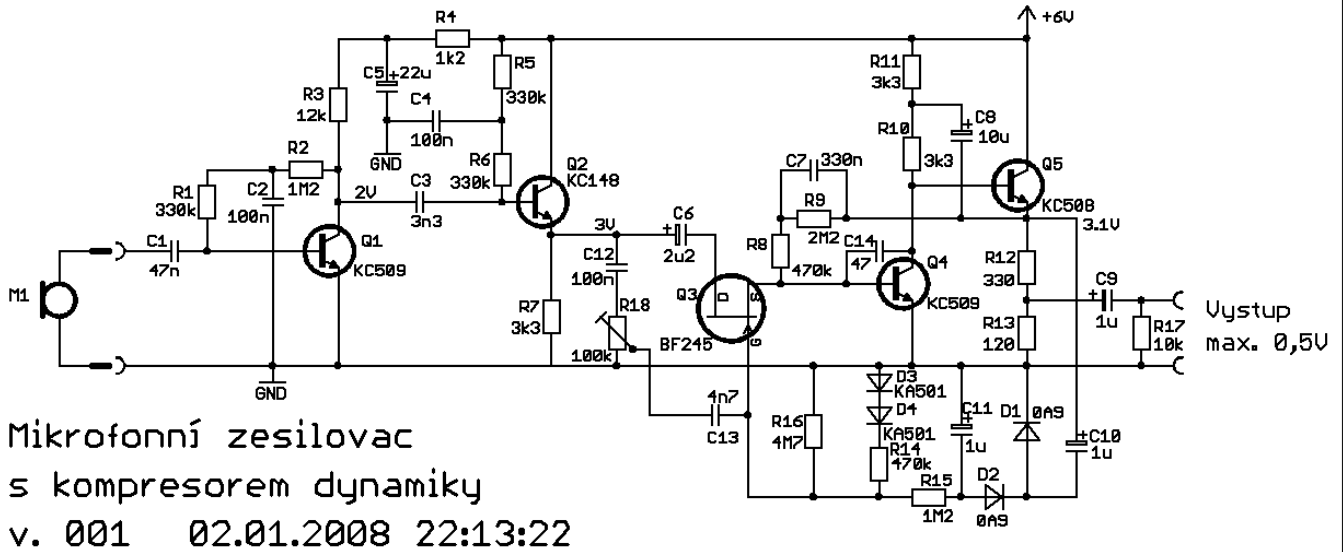 +6V
R4
1k2
C5
+
22u
R5
330k
R11
3k3
R3
12k
C4
100n
C8
+
10u
R10
3k3
R2
1M2
GND
R6
330k
Q2
KC148
C7
330n
Q5
KC508
R1
330k
C2
100n
2V
C3
3n3
R9
2M2
3V
C6
+
2u2
3.1V
C1
47n
Q1
KC509
C12
100n
R8
470k
C14
47
Q4
KC509
R12
330
C9
+
1u
M1
R7
3k3
R18
100k
Q3
D
S
G
BF245
R13
120
R17
10k
Vystup
max. 0,5V
GND
4n7
C13
R16
4M7
D3
KA501
D4
KA501
R14
470k
C11
+
1u
D1
0A9
C10
+
1u
R15
1M2
D2
0A9
Mikrofonní zesilovac
s kompresorem dynamiky
v. 001 02.01.2008 22:13:22